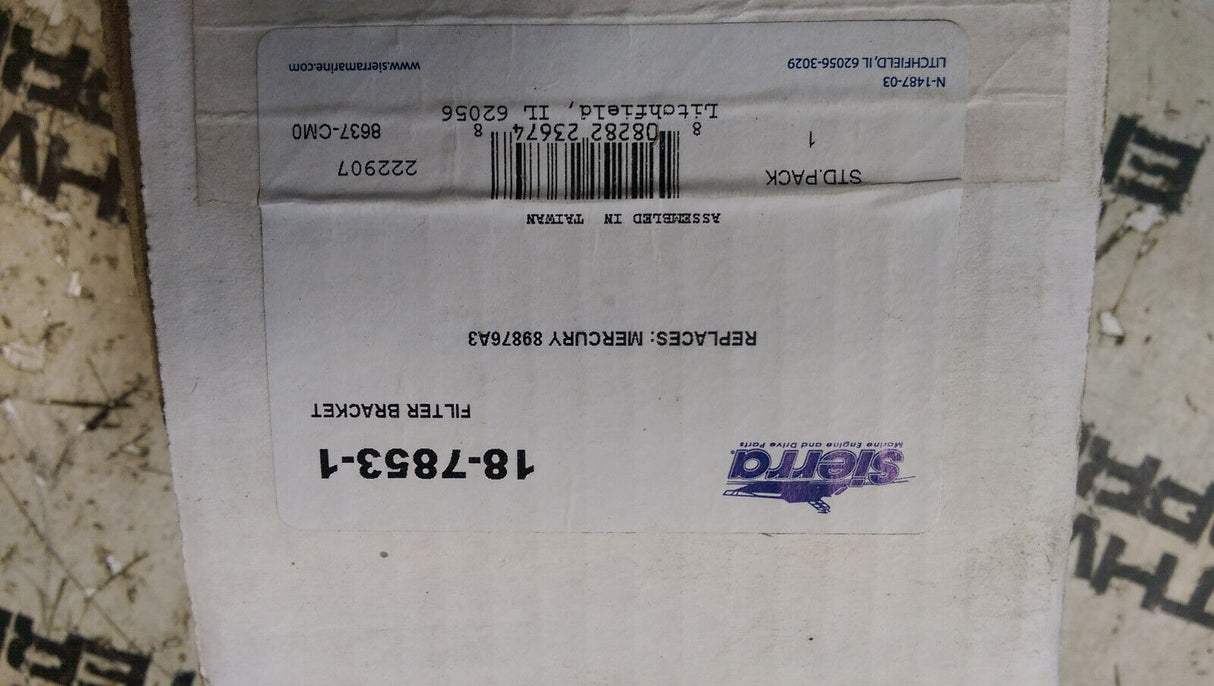 Sierra
Marine Engine and Drive Parts
18-7853-1
FILTER BRACKET
REPLACES: MERCURY 89876A3
ASSEMBLED IN TAIWAN
STD.PACK
1
8 08282 23674 8
222907
8637-CM0
Litchfield, IL 62056
N-1487-03
LITCHFIELD, IL 62056-3029
www.sierramarine.com